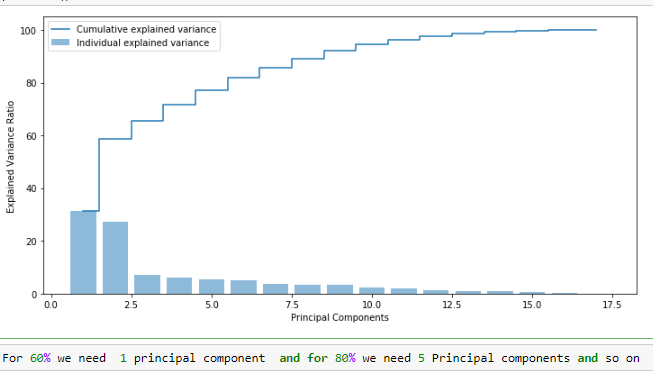 Cumulative explained variance
Individual explained variance
100
80
60
40
20
0
Explained Variance Ratio
0.0 2.5 5.0 7.5 10.0 12.5 15.0 17.5
Principal Components
For 60% we need 1 principal component and for 80% we need 5 Principal components and so on